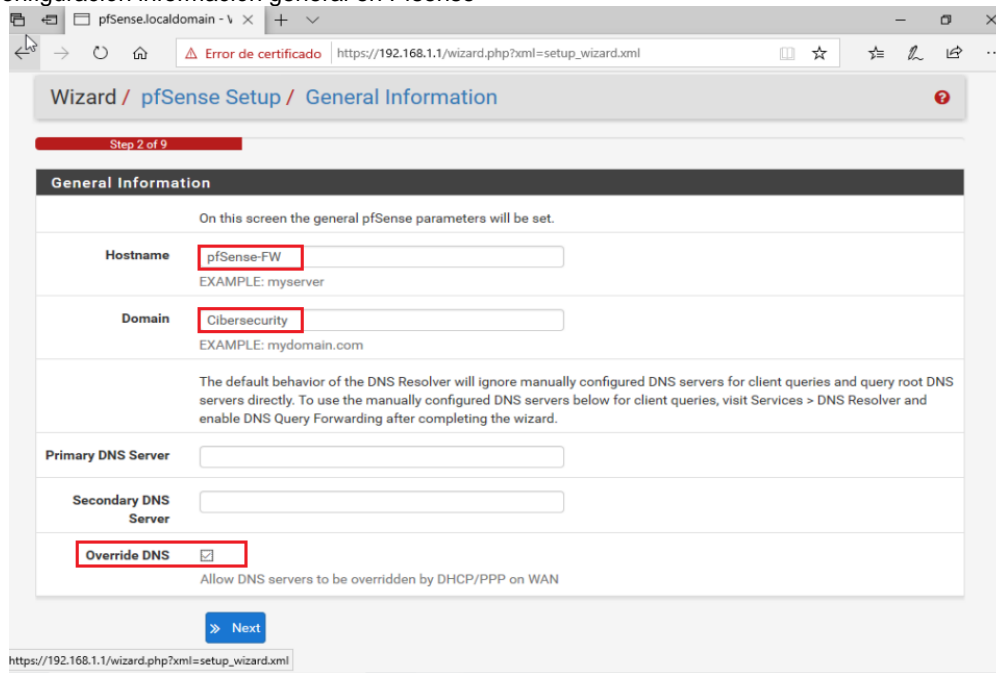 onfiguración información general en Pfsense
pfSense.localdomain - \
Error de certificado https://192.168.1.1/wizard.php?xml=setup_wizard.xml
Wizard / pfSense Setup / General Information
Step 2 of 9
General Information
On this screen the general pfSense parameters will be set.
Hostname pfSense-FW
EXAMPLE: myserver
Domain Cibersecurity
EXAMPLE: mydomain.com
The default behavior of the DNS Resolver will ignore manually configured DNS servers for client queries and query root DNS
servers directly. To use the manually configured DNS servers below for client queries, visit Services > DNS Resolver and
enable DNS Query Forwarding after completing the wizard.
Primary DNS Server
Secondary DNS
Server
Override DNS
Allow DNS servers to be overridden by DHCP/PPP on WAN
Next
https://192.168.1.1/wizard.php?xml=setup_wizard.xml